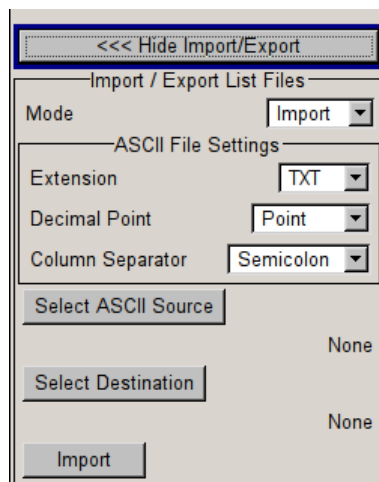 <<< Hide Import/Export
Import / Export List Files
Mode Import
ASCII File Settings
Extension TXT
Decimal Point Point
Column Separator Semicolon
Select ASCII Source
None
Select Destination
None
Import